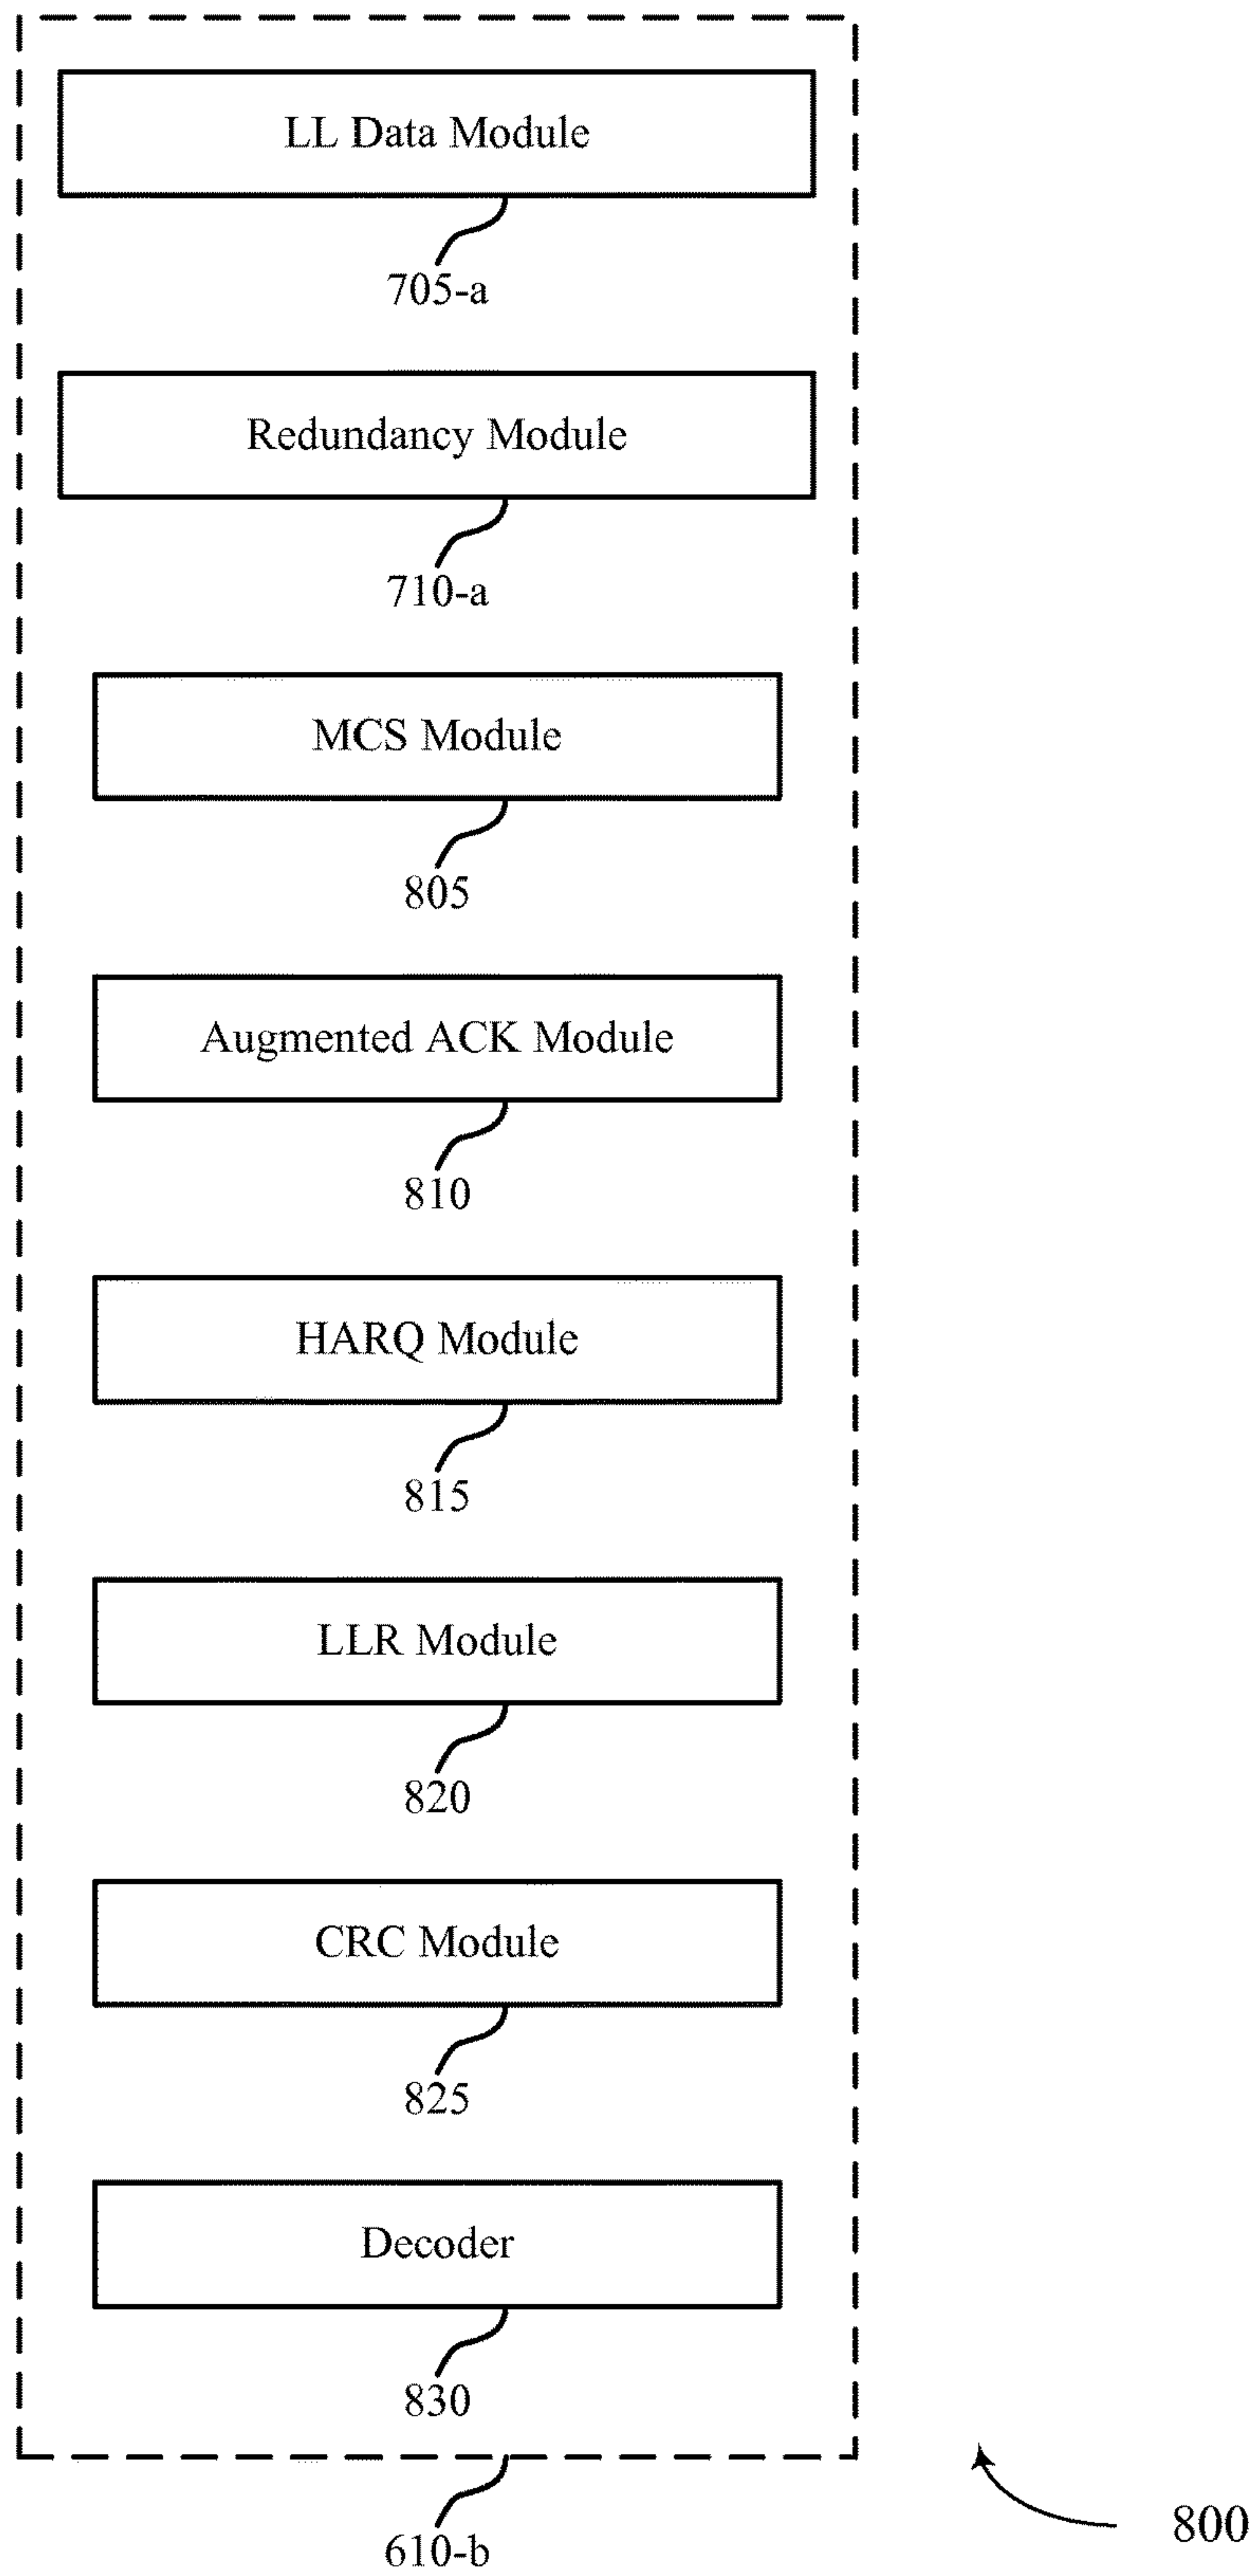 LL Data Module
705-a
Redundancy Module
710-a
MCS Module
805
Augmented ACK Module
810
HARQ Module
815
LLR Module
820
CRC Module
825
Decoder
830
610-b
800